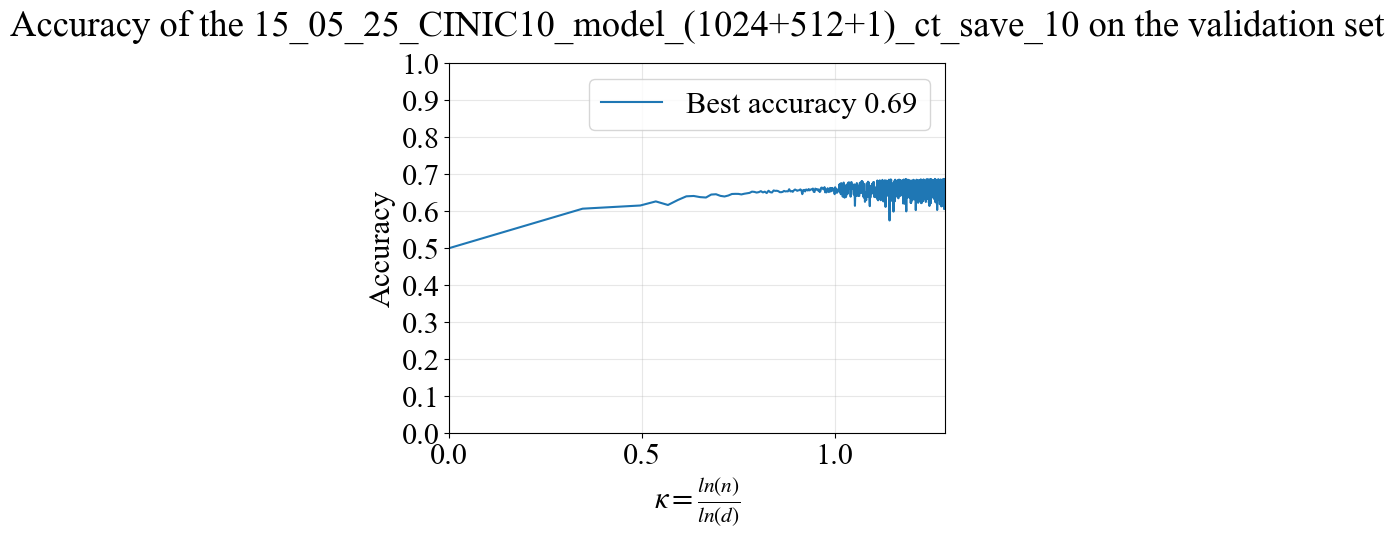 Accuracy of the 15_05_25_CINIC10_model_(1024+512+1)_ct_save_10 on the validation set
1.0
0.9
0.8
0.7
0.6
0.5
0.4
0.3
0.2
0.1
0.0
Accuracy
Best accuracy 0.69
0.0 0.5 1.0
κ = ln(n)/ln(d)